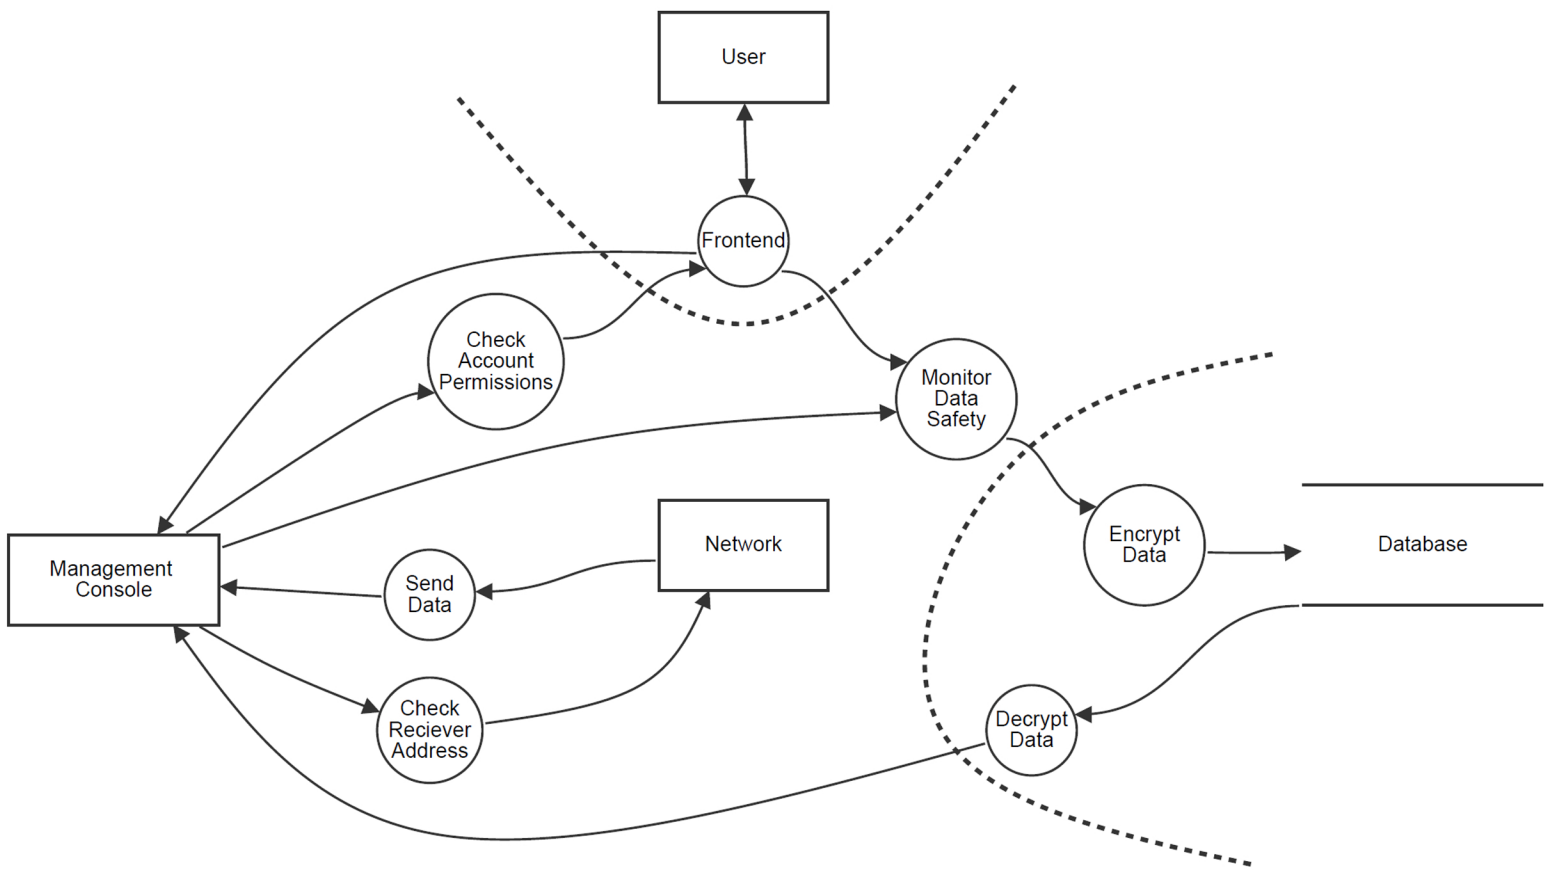 User
Frontend
Check
Account
Permissions
Monitor
Data
Safety
Management
Console
Send
Data
Network
Encrypt
Data
Database
Check
Reciever
Address
Decrypt
Data